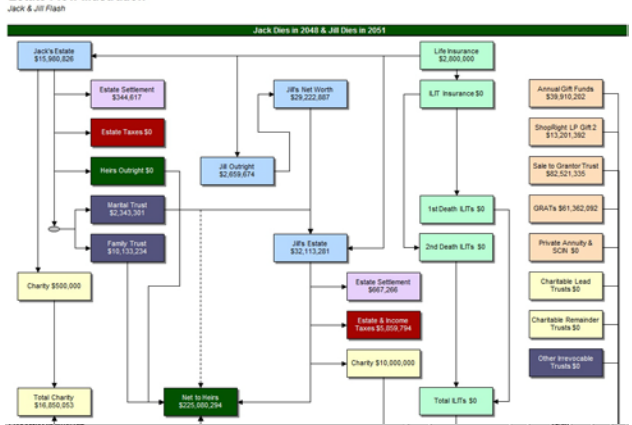 Jack & Jill Flash
Jack Dies in 2048 & Jill Dies in 2051
Jack's Estate
$15,980,826
Life Insurance
$2,800,000
Estate Settlement
$344,617
Jill's Net Worth
$29,222,887
ILIT Insurance $0
Annual Gift Funds
$39,910,202
Estate Taxes $0
ShopRight LP Gift 2
$13,201,392
Heirs Outright $0
Jill Outright
$2,659,674
Sale to Grantor Trust
$82,521,335
Marital Trust
$2,343,301
1st Death ILITs $0
GRATs $61,362,092
Family Trust
$10,133,234
Jill's Estate
$32,113,281
2nd Death ILITs $0
Private Annuity &
SCIN $0
Charity $500,000
Estate Settlement
$667,266
Charitable Lead
Trusts $0
Estate & Income
Taxes $5,859,794
Charitable Remainder
Trusts $0
Charity $10,000,000
Other Irrevocable
Trusts $0
Total Charity
$16,850,053
Net to Heirs
$225,060,294
Total ILITs $0